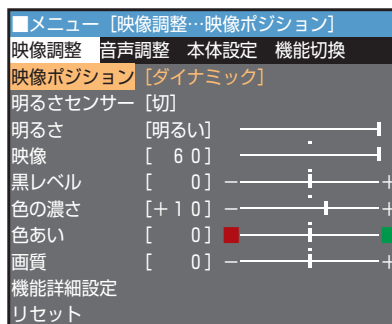 ■メニュー [映像調整…映像ポジション]
映像調整 音声調整 本体設定 機能切換
映像ポジション [ダイナミック]
明るさセンサー [切]
明るさ [明るい]
映像 [ 60]
黒レベル [ 0] − +
色の濃さ [+10] − +
色あい [ 0]
画質 [ 0] − +
機能詳細設定
リセット